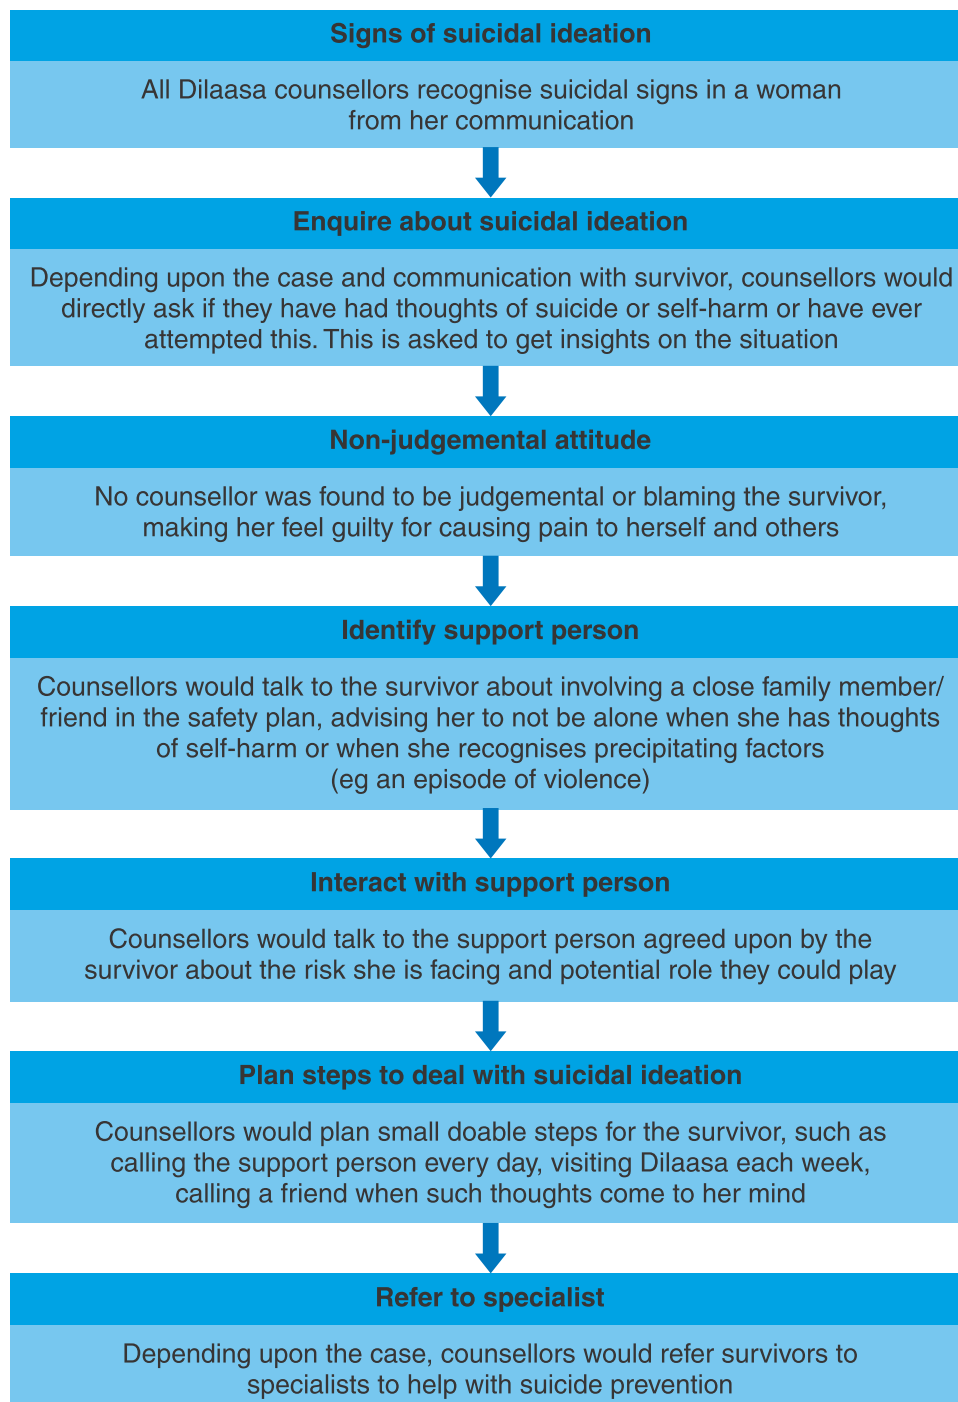 Signs of suicidal ideation
All Dilaasa counsellors recognise suicidal signs in a woman
from her communication
Enquire about suicidal ideation
Depending upon the case and communication with survivor, counsellors would
directly ask if they have had thoughts of suicide or self-harm or have ever
attempted this. This is asked to get insights on the situation
Non-judgemental attitude
No counsellor was found to be judgemental or blaming the survivor,
making her feel guilty for causing pain to herself and others
Identify support person
Counsellors would talk to the survivor about involving a close family member/
friend in the safety plan, advising her to not be alone when she has thoughts
of self-harm or when she recognises precipitating factors
(eg an episode of violence)
Interact with support person
Counsellors would talk to the support person agreed upon by the
survivor about the risk she is facing and potential role they could play
Plan steps to deal with suicidal ideation
Counsellors would plan small doable steps for the survivor, such as
calling the support person every day, visiting Dilaasa each week,
calling a friend when such thoughts come to her mind
Refer to specialist
Depending upon the case, counsellors would refer survivors to
specialists to help with suicide prevention